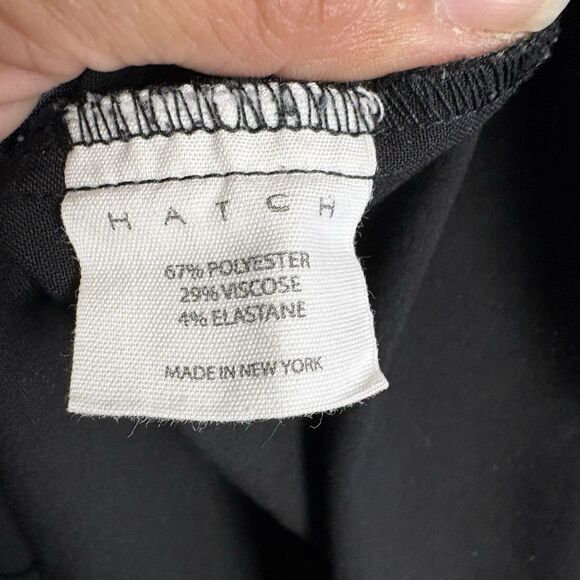 HATCH
67% POLYESTER
29% VISCOSE
4% ELASTANE
MADE IN NEW YORK